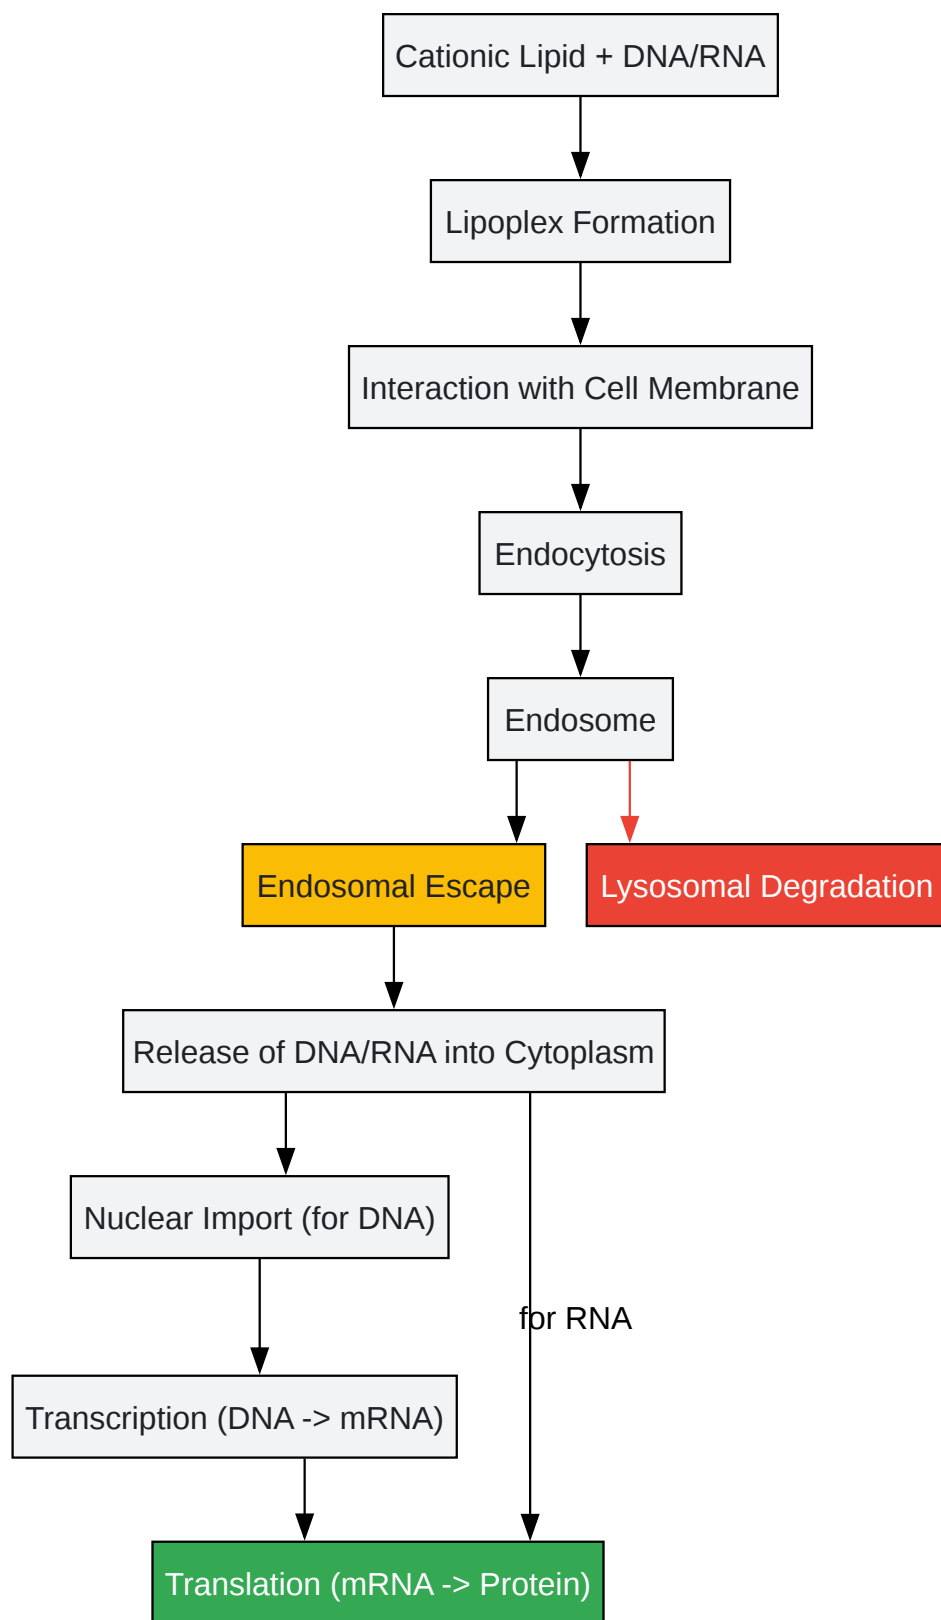 Cationic Lipid + DNA/RNA
Lipoplex Formation
Interaction with Cell Membrane
Endocytosis
Endosome
Endosomal Escape
Lysosomal Degradation
Release of DNA/RNA into Cytoplasm
Nuclear Import (for DNA)
for RNA
Transcription (DNA -> mRNA)
Translation (mRNA -> Protein)